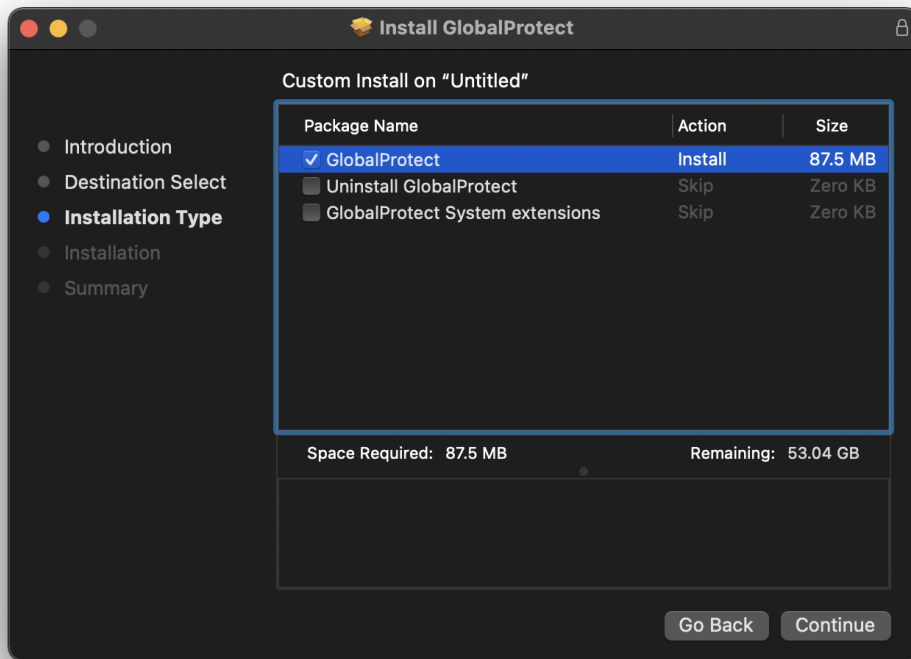 Install GlobalProtect
Introduction
Destination Select
Installation Type
Installation
Summary
Custom Install on “Untitled”
Package Name Action Size
GlobalProtect Install 87.5 MB
Uninstall GlobalProtect Skip Zero KB
GlobalProtect System extensions Skip Zero KB
Space Required: 87.5 MB Remaining: 53.04 GB
Go Back Continue